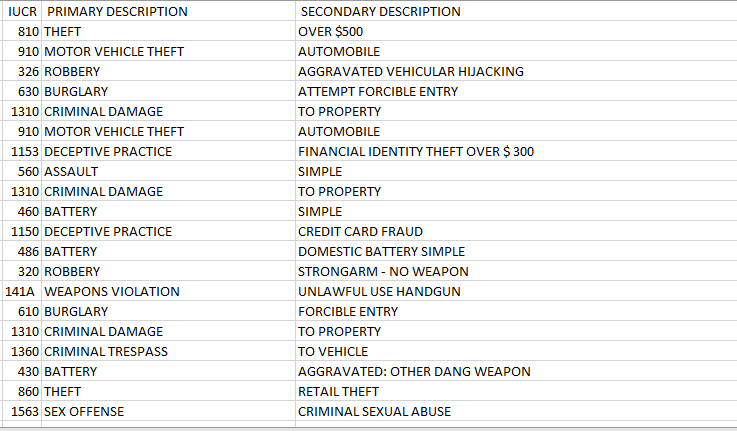 IUCR PRIMARY DESCRIPTION SECONDARY DESCRIPTION
810 THEFT OVER $500
910 MOTOR VEHICLE THEFT AUTOMOBILE
326 ROBBERY AGGRAVATED VEHICULAR HIJACKING
630 BURGLARY ATTEMPT FORCIBLE ENTRY
1310 CRIMINAL DAMAGE TO PROPERTY
910 MOTOR VEHICLE THEFT AUTOMOBILE
1153 DECEPTIVE PRACTICE FINANCIAL IDENTITY THEFT OVER $ 300
560 ASSAULT SIMPLE
1310 CRIMINAL DAMAGE TO PROPERTY
460 BATTERY SIMPLE
1150 DECEPTIVE PRACTICE CREDIT CARD FRAUD
486 BATTERY DOMESTIC BATTERY SIMPLE
320 ROBBERY STRONGARM - NO WEAPON
141A WEAPONS VIOLATION UNLAWFUL USE HANDGUN
610 BURGLARY FORCIBLE ENTRY
1310 CRIMINAL DAMAGE TO PROPERTY
1360 CRIMINAL TRESPASS TO VEHICLE
430 BATTERY AGGRAVATED: OTHER DANG WEAPON
860 THEFT RETAIL THEFT
1563 SEX OFFENSE CRIMINAL SEXUAL ABUSE